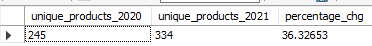 unique_products_2020 unique_products_2021 percentage_chg
245 334 36.32653